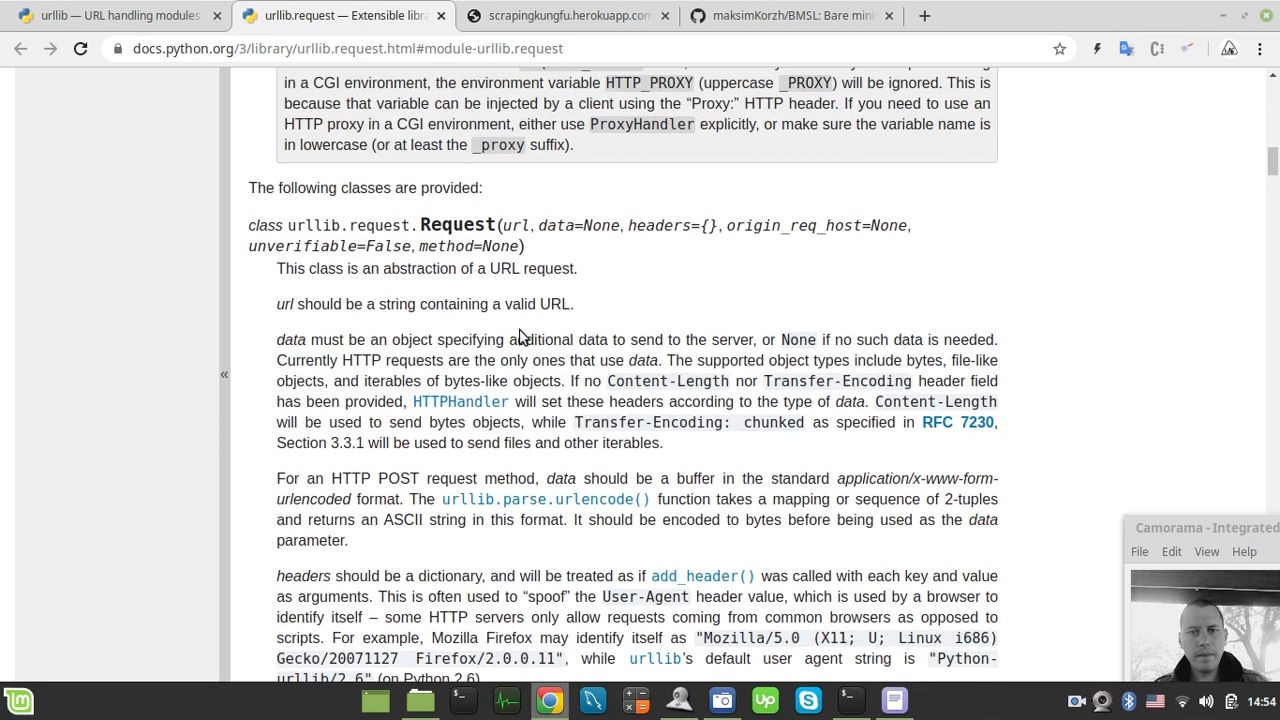 urllib — URL handling modules
urllib.request — Extensible libra
scrapingkungfu.herokuapp.com
maksimKorzh/BMSL: Bare mini
docs.python.org/3/library/urllib.request.html#module-urllib.request
in a CGI environment, the environment variable HTTP_PROXY (uppercase _PROXY) will be ignored. This is
because that variable can be injected by a client using the “Proxy:” HTTP header. If you need to use an
HTTP proxy in a CGI environment, either use ProxyHandler explicitly, or make sure the variable name is
in lowercase (or at least the _proxy suffix).
The following classes are provided:
class urllib.request.Request(url, data=None, headers={}, origin_req_host=None,
unverifiable=False, method=None)
This class is an abstraction of a URL request.
url should be a string containing a valid URL.
data must be an object specifying additional data to send to the server, or None if no such data is needed.
Currently HTTP requests are the only ones that use data. The supported object types include bytes, file-like
objects, and iterables of bytes-like objects. If no Content-Length nor Transfer-Encoding header field
has been provided, HTTPHandler will set these headers according to the type of data. Content-Length
will be used to send bytes objects, while Transfer-Encoding: chunked as specified in RFC 7230,
Section 3.3.1 will be used to send files and other iterables.
For an HTTP POST request method, data should be a buffer in the standard application/x-www-form-
urlencoded format. The urllib.parse.urlencode() function takes a mapping or sequence of 2-tuples
and returns an ASCII string in this format. It should be encoded to bytes before being used as the data
parameter.
headers should be a dictionary, and will be treated as if add_header() was called with each key and value
as arguments. This is often used to “spoof” the User-Agent header value, which is used by a browser to
identify itself – some HTTP servers only allow requests coming from common browsers as opposed to
scripts. For example, Mozilla Firefox may identify itself as "Mozilla/5.0 (X11; U; Linux i686)
Gecko/20071127 Firefox/2.0.0.11", while urllib’s default user agent string is "Python-
urllib/2.6" (on Python 2.6).
Camorama - Integrated
File Edit View Help
Up
14:54